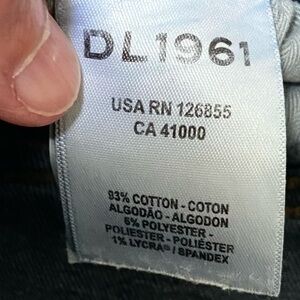 DL1961
USA RN 126855
CA 41000
93% COTTON - COTON
ALGODÃO - ALGODON
6% POLYESTER -
POLIESTER - POLIÉSTER
1% LYCRA® / SPANDEX